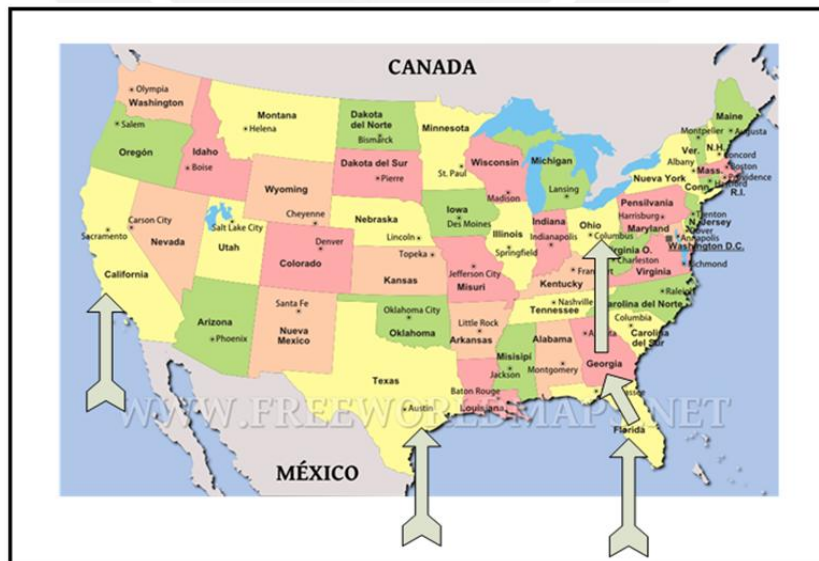 CANADA
Olympia
Washington
Salem
Oregón
Idaho
Boise
Montana
Helena
Dakota
del Norte
Bismarck
Dakota del Sur
Pierre
Minnesota
St. Paul
Wisconsin
Madison
Michigan
Lansing
Maine
Augusta
Montpelier
Ver.
N.H.
Concord
Boston
Mass.
Providence
R.I.
Conn.
Albany
Nueva York
Wyoming
Cheyenne
Nebraska
Lincoln
Iowa
Des Moines
Illinois
Springfield
Indiana
Indianapolis
Ohio
Columbus
Pensilvania
Harrisburg
Trenton
Maryland
Annapolis
Washington D.C.
Charleston
Virginia
Richmond
Sacramento
Carson City
Nevada
California
Salt Lake City
Utah
Denver
Colorado
Topeka
Kansas
Jefferson City
Misuri
Kentucky
Nashville
Tennessee
Raleigh
Carolina del Norte
Columbia
Carolina
del Sur
Arizona
Phoenix
Santa Fe
Nueva
Mexico
Oklahoma City
Oklahoma
Little Rock
Arkansas
Misisipi
Jackson
Alabama
Montgomery
Georgia
Texas
Austin
Baton Rouge
Louisiana
Florida
WWW.FREEWORLDMAPS.NET
MÉXICO